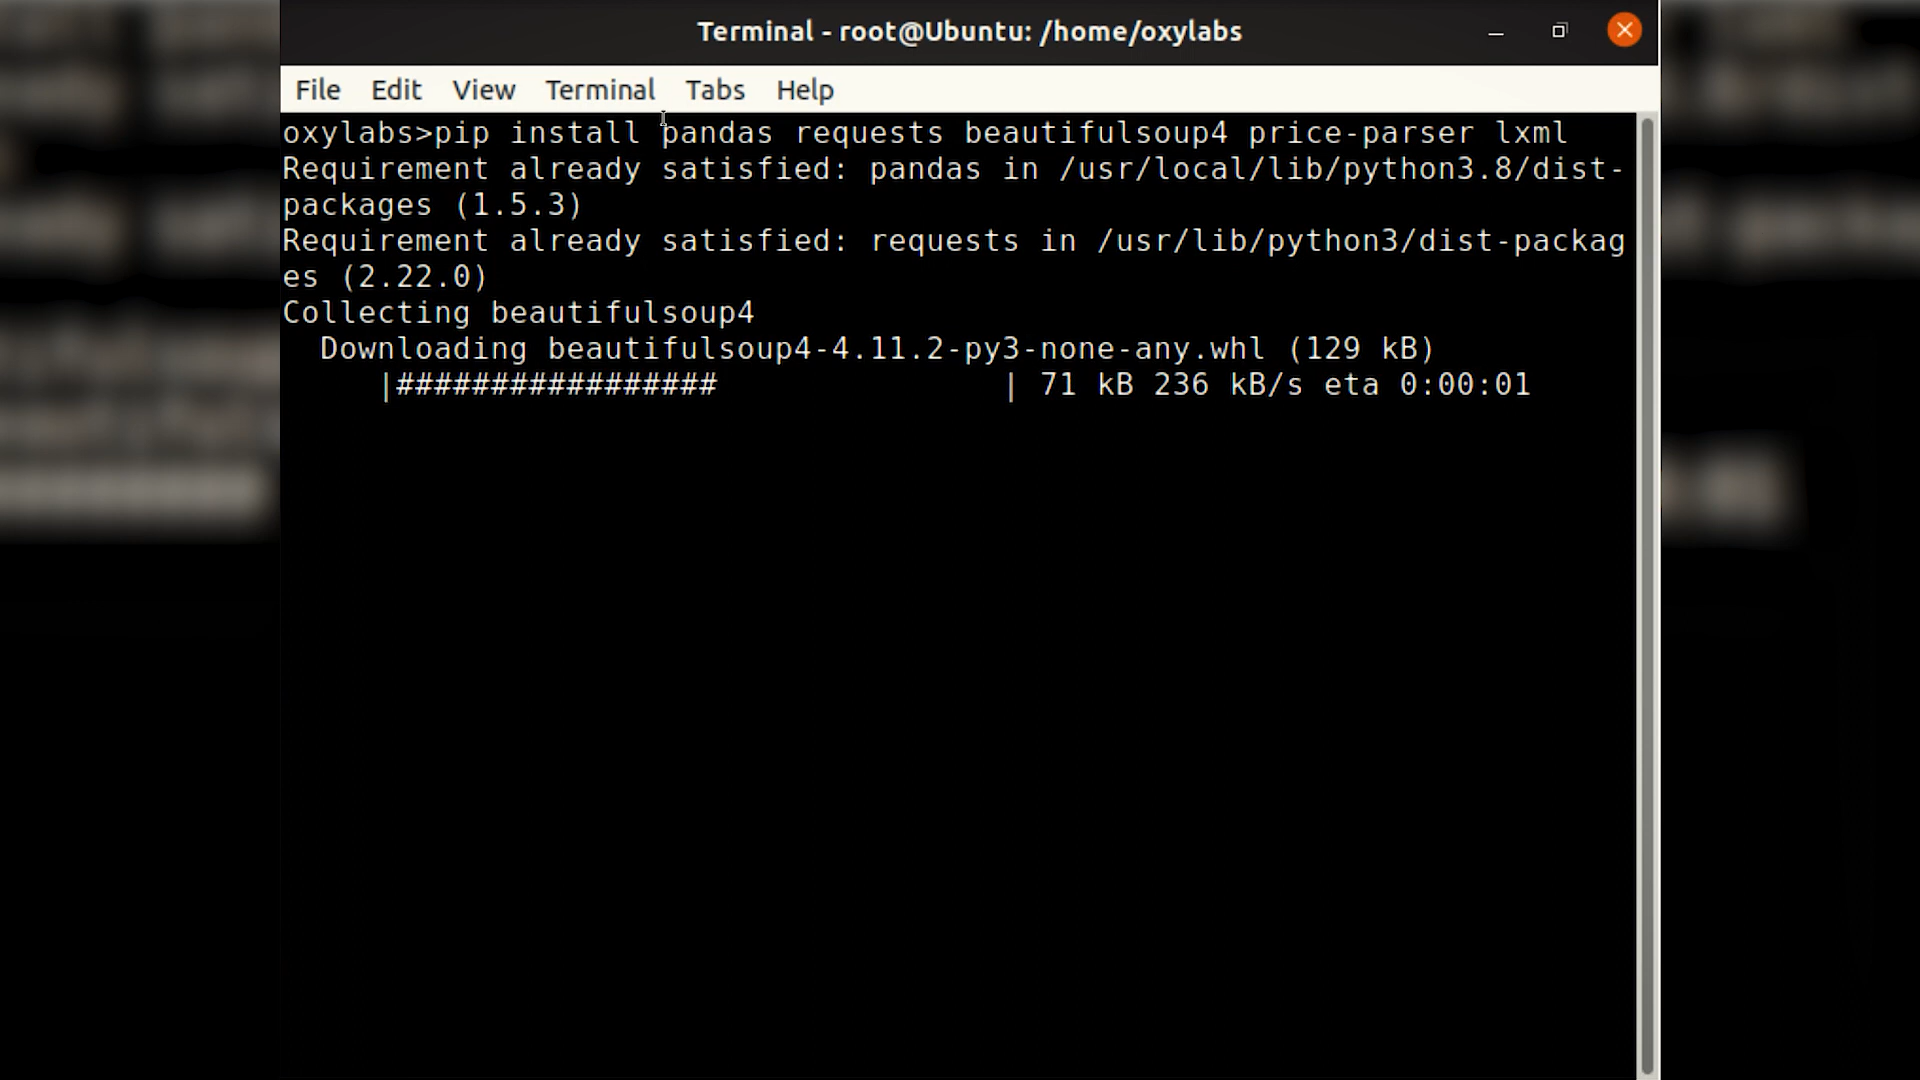 Terminal - root@Ubuntu: /home/oxylabs
File Edit View Terminal Tabs Help
oxylabs>pip install pandas requests beautifulsoup4 price-parser lxml
Requirement already satisfied: pandas in /usr/local/lib/python3.8/dist-
packages (1.5.3)
Requirement already satisfied: requests in /usr/lib/python3/dist-packag
es (2.22.0)
Collecting beautifulsoup4
  Downloading beautifulsoup4-4.11.2-py3-none-any.whl (129 kB)
     |#################               | 71 kB 236 kB/s eta 0:00:01